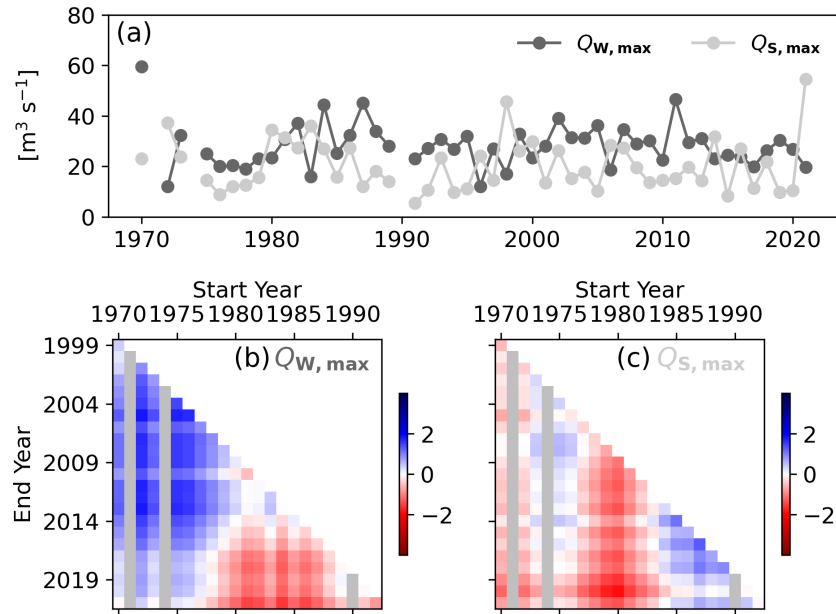 (a)
Q_W,max Q_S,max
[m³ s⁻¹]
80
60
40
20
0
1970 1980 1990 2000 2010 2020
Start Year
1970 1975 1980 1985 1990
(b) Q_W,max
End Year
1999
2004
2009
2014
2019
2
0
−2
Start Year
1970 1975 1980 1985 1990
(c) Q_S,max
2
0
−2